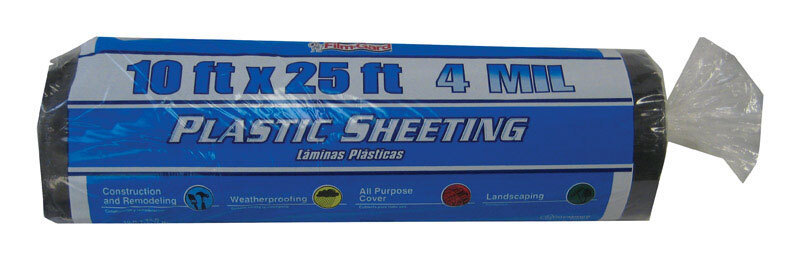 Film-Gard
10 ft x 25 ft 4 MIL
PLASTIC SHEETING
Láminas Plásticas
Construction
and Remodeling
Weatherproofing
All Purpose
Cover
Landscaping